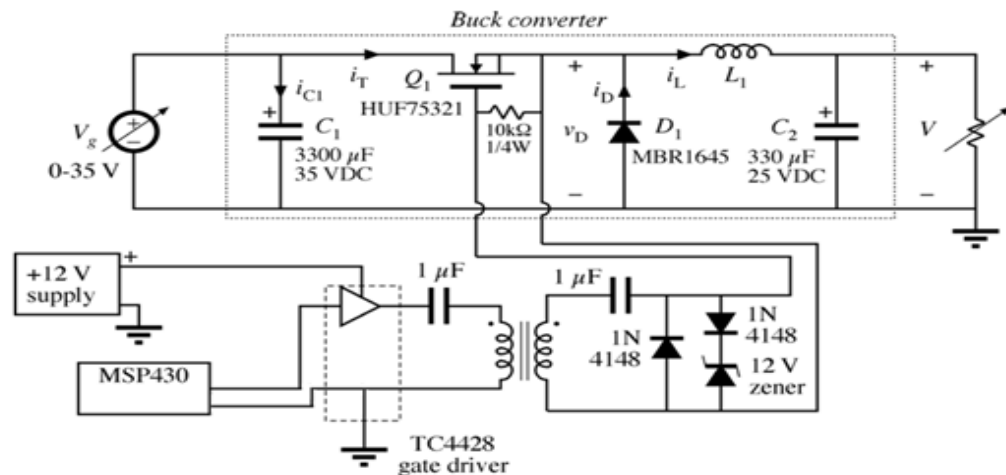 Buck converter
i_T
i_C1
Q₁
HUF75321
i_L
L₁
V_g
0-35 V
+
−
+
C₁
3300 µF
35 VDC
10kΩ
1/4W
+
v_D
−
i_D
D₁
MBR1645
+
C₂
330 µF
25 VDC
+
V
−
+12 V
supply
+
1 µF
1 µF
MSP430
1N
4148
1N
4148
12 V
zener
TC4428
gate driver